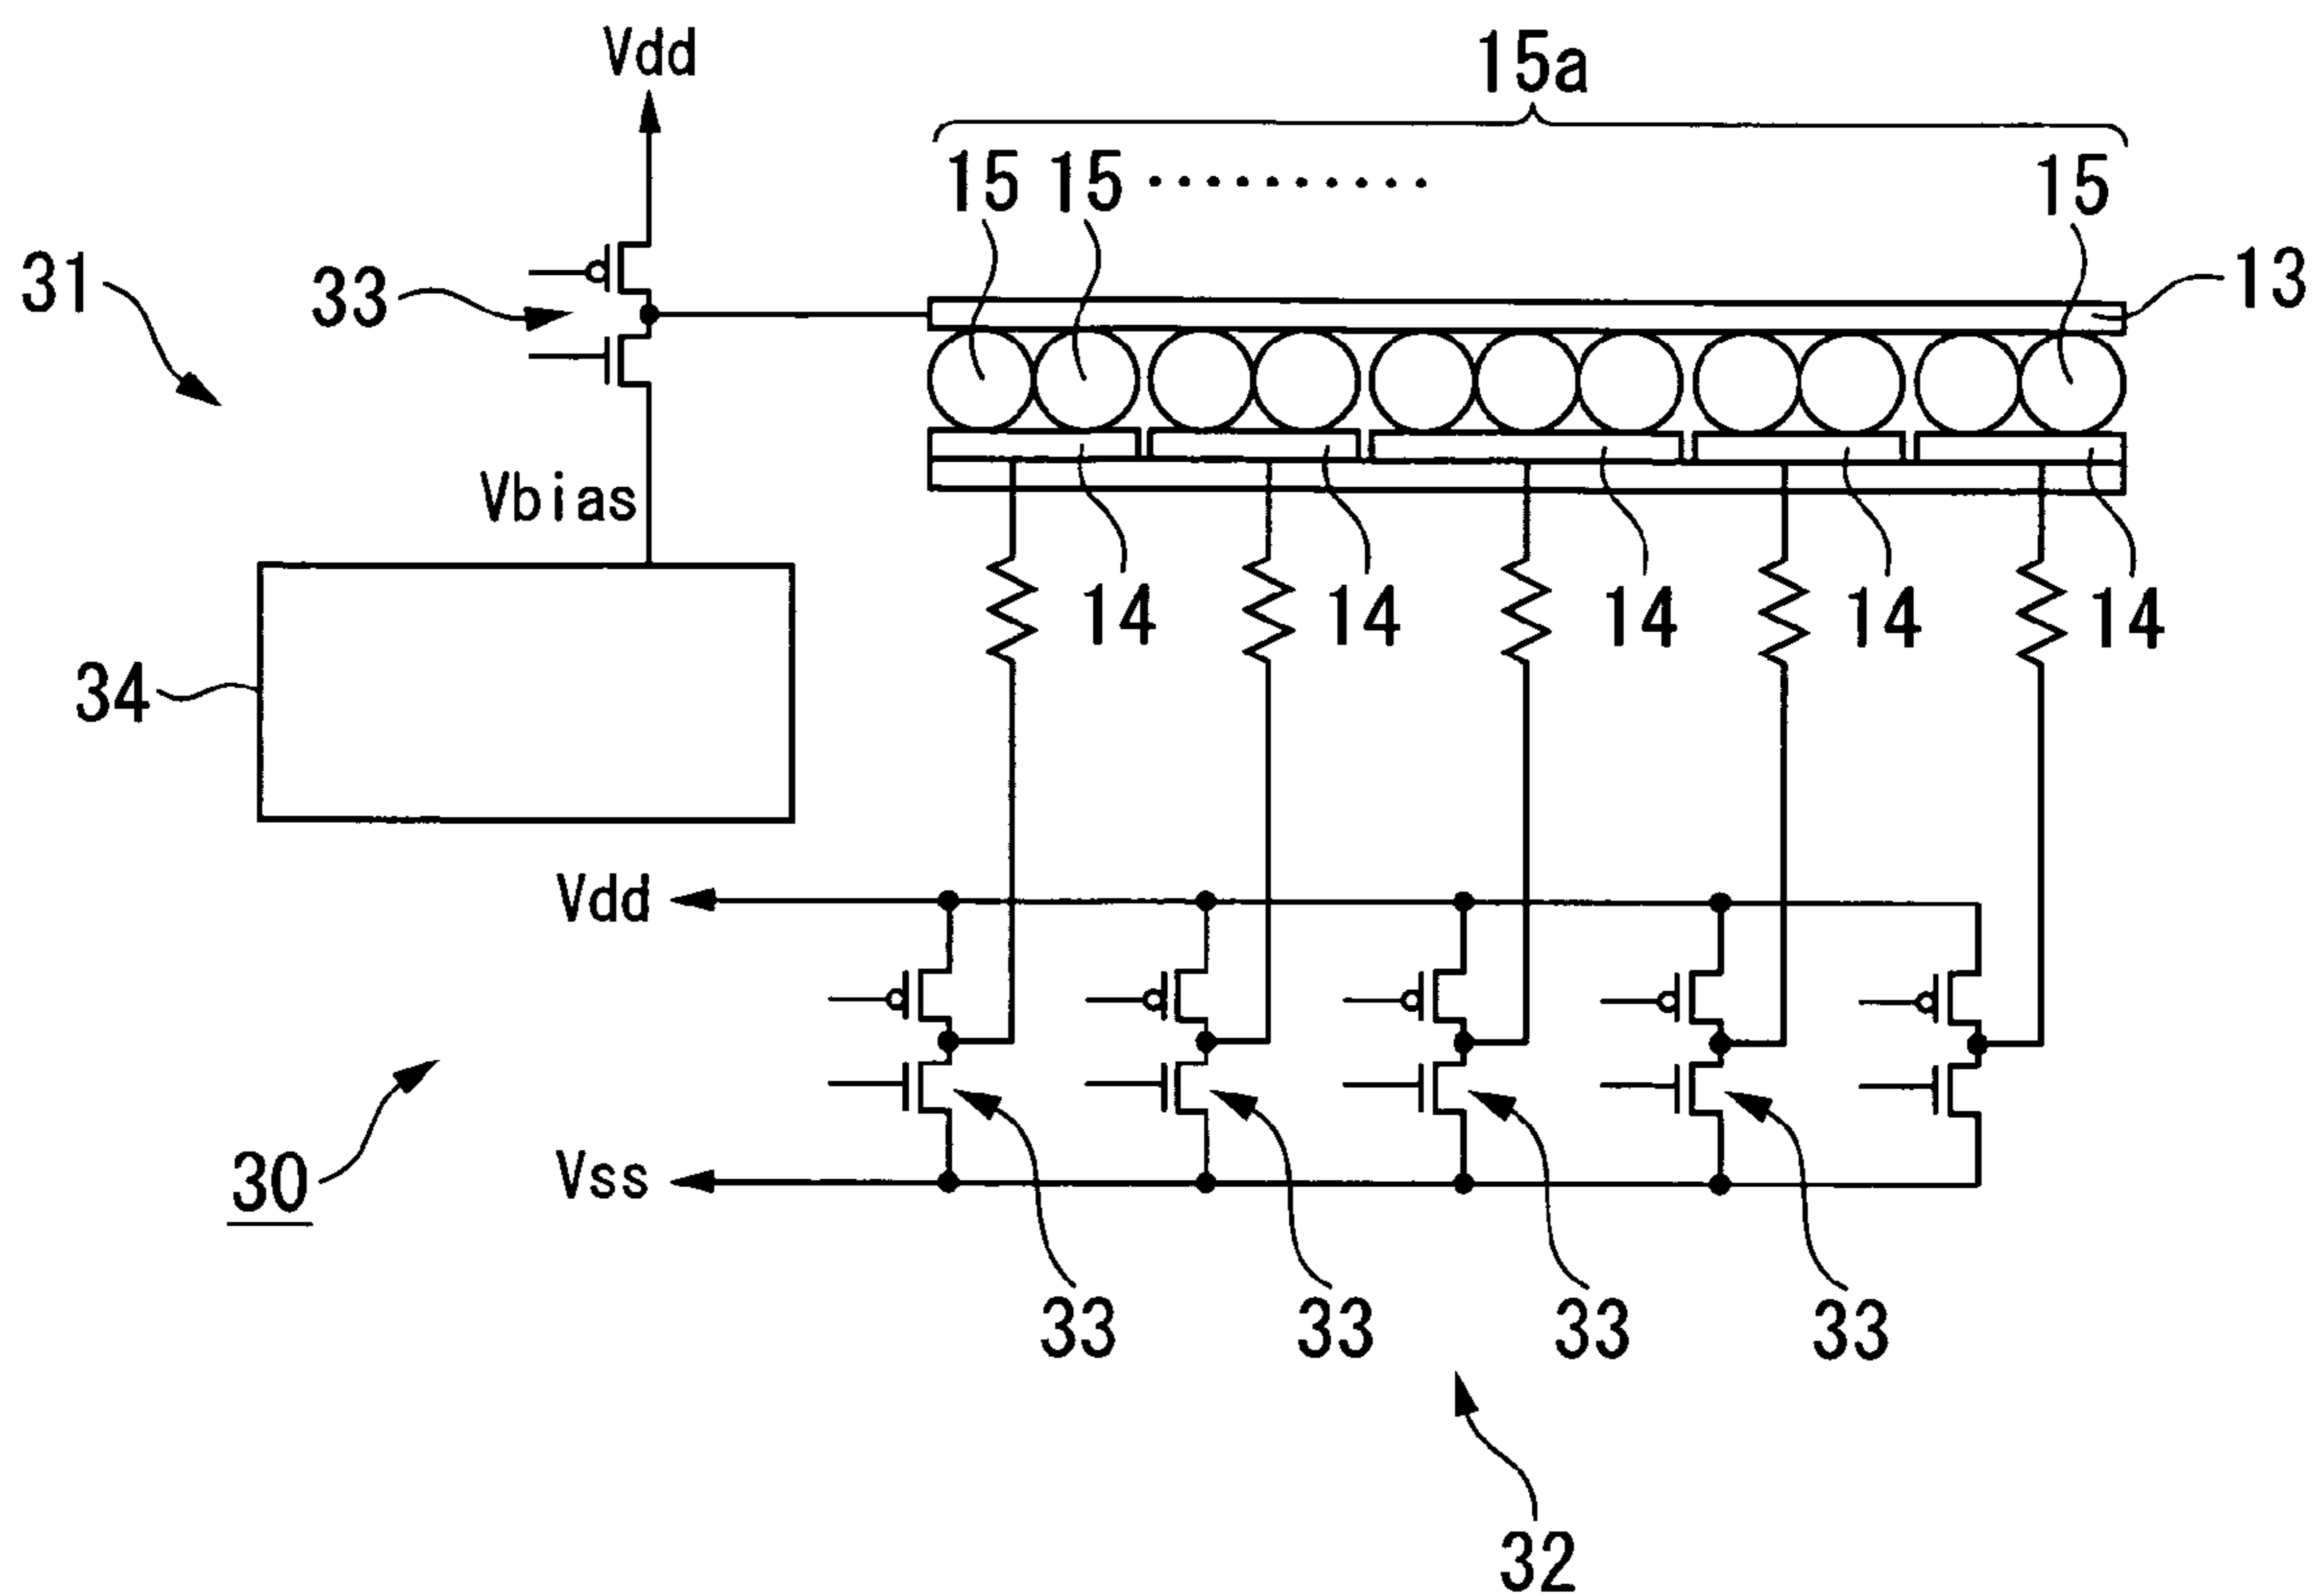 Vdd
15a
15 15 .......... 15
31
33
13
Vbias
14 14 14 14 14
34
Vdd
30
Vss
33 33 33 33
32